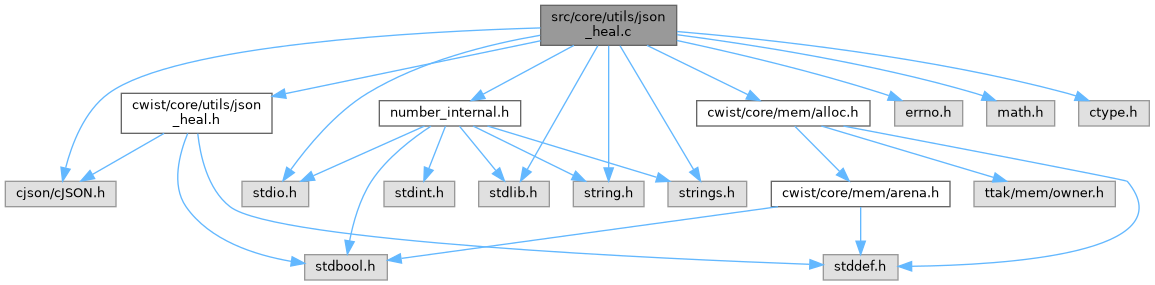 src/core/utils/json
_heal.c
cwist/core/utils/json
_heal.h
number_internal.h
cwist/core/mem/alloc.h
errno.h
math.h
ctype.h
cjson/cJSON.h
stdio.h
stdint.h
stdlib.h
string.h
strings.h
cwist/core/mem/arena.h
ttak/mem/owner.h
stdbool.h
stddef.h